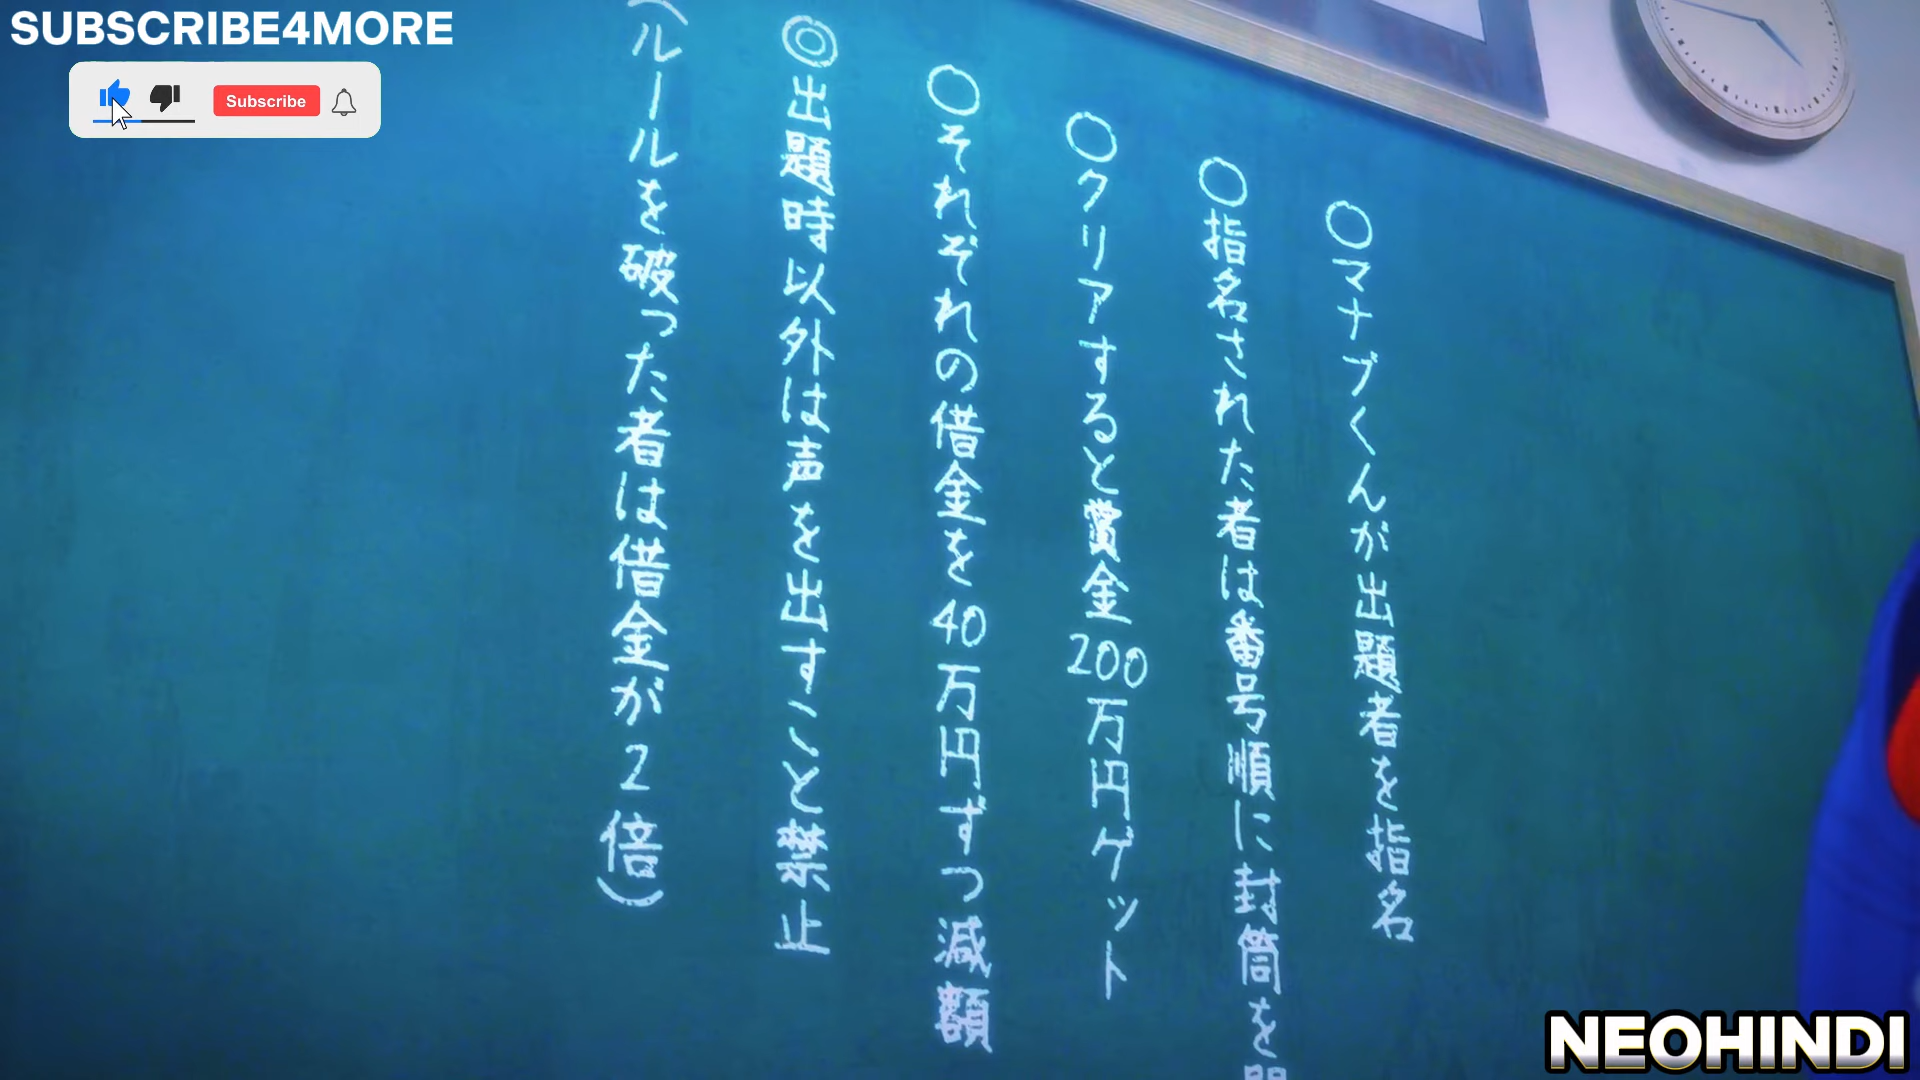 SUBSCRIBE4MORE
Subscribe
○マナブくんが出題者を指名
○指名された者は番号順に封筒を
○クリアすると賞金200万円ゲット
○それぞれの借金を40万円ずつ減額
◎出題時以外は声を出すこと禁止
(ルールを破った者は借金が2倍)
NEOHINDI